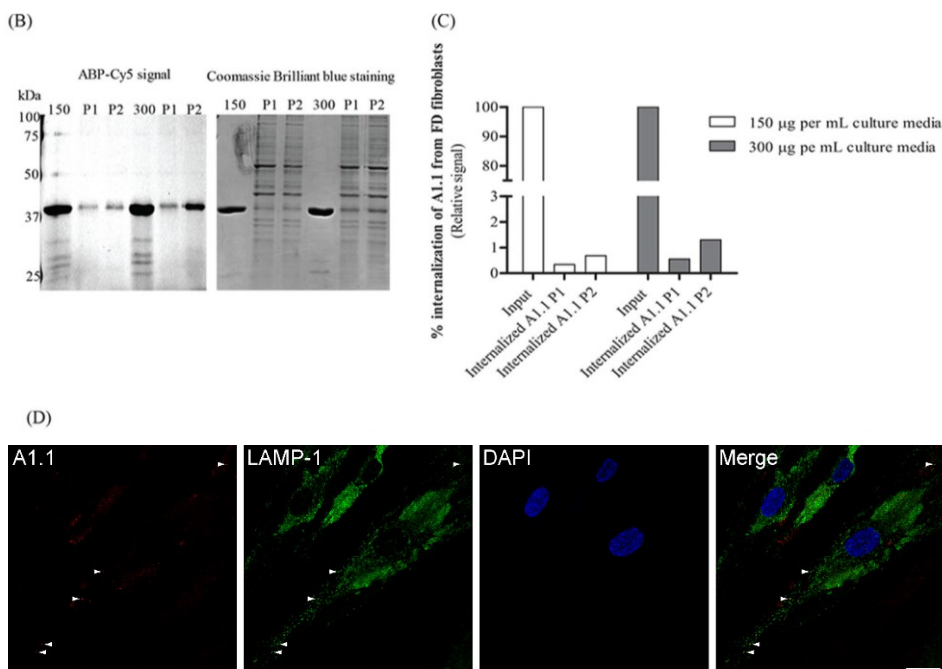 (B)
ABP-Cy5 signal
Coomassie Brilliant blue staining
kDa
150 P1 P2 300 P1 P2
150 P1 P2 300 P1 P2
100
75
50
37
25
(C)
% internalization of A1.1 from FD fibroblasts
(Relative signal)
100
90
80
3
2
1
0
Input
Internalized A1.1 P1
Internalized A1.1 P2
Input
Internalized A1.1 P1
Internalized A1.1 P2
150 µg per mL culture media
300 µg pe mL culture media
(D)
A1.1
LAMP-1
DAPI
Merge